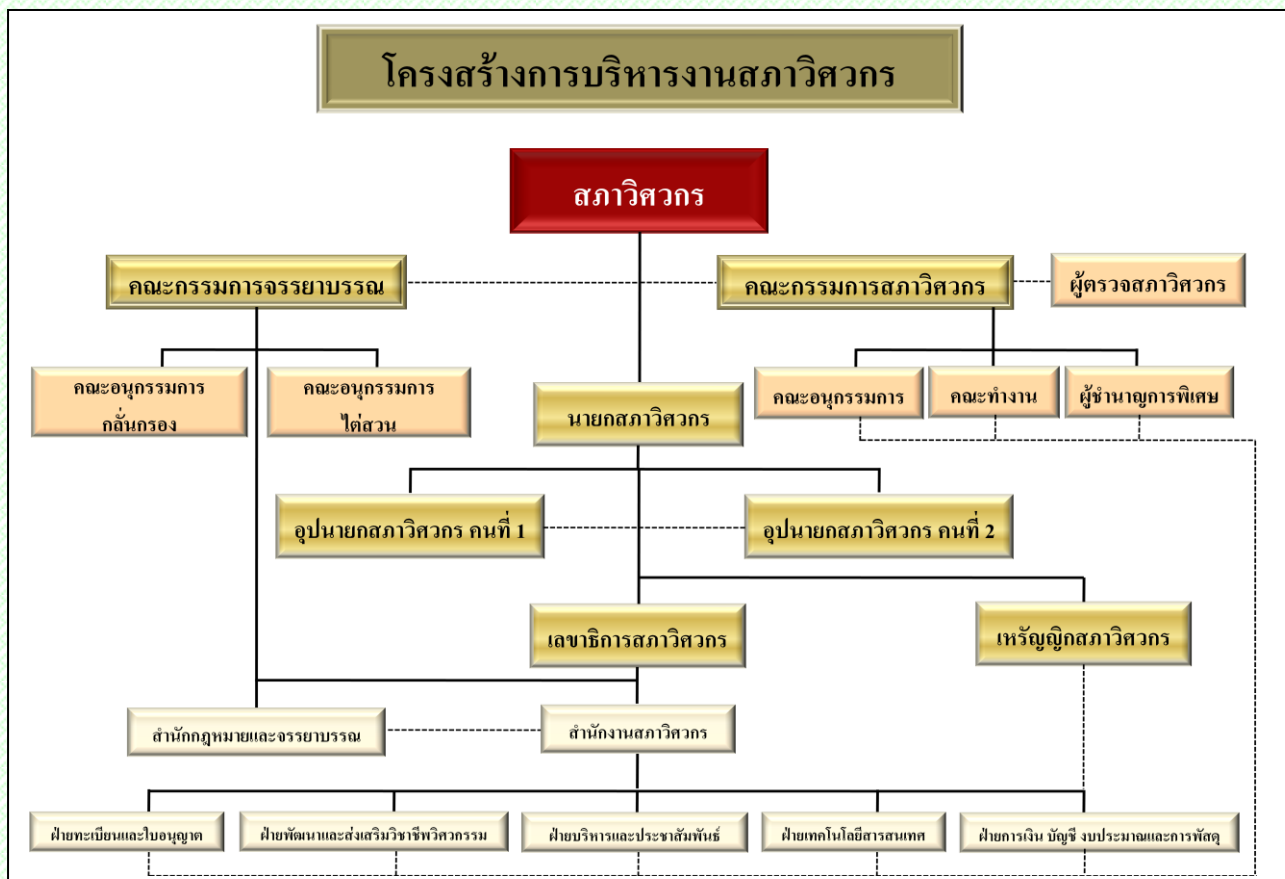 โครงสร้างการบริหารงานสภาวิศวกร
สภาวิศวกร
คณะกรรมการจรรยาบรรณ
คณะกรรมการสภาวิศวกร
ผู้ตรวจสภาวิศวกร
คณะอนุกรรมการ
กลั่นกรอง
คณะอนุกรรมการ
ไต่สวน
คณะอนุกรรมการ
คณะทำงาน
ผู้ชำนาญการพิเศษ
นายกสภาวิศวกร
อุปนายกสภาวิศวกร คนที่ 1
อุปนายกสภาวิศวกร คนที่ 2
เลขาธิการสภาวิศวกร
เหรัญญิกสภาวิศวกร
สำนักกฎหมายและจรรยาบรรณ
สำนักงานสภาวิศวกร
ฝ่ายทะเบียนและใบอนุญาต
ฝ่ายพัฒนาและส่งเสริมวิชาชีพวิศวกรรม
ฝ่ายบริหารและประชาสัมพันธ์
ฝ่ายเทคโนโลยีสารสนเทศ
ฝ่ายการเงิน บัญชี งบประมาณและการพัสดุ